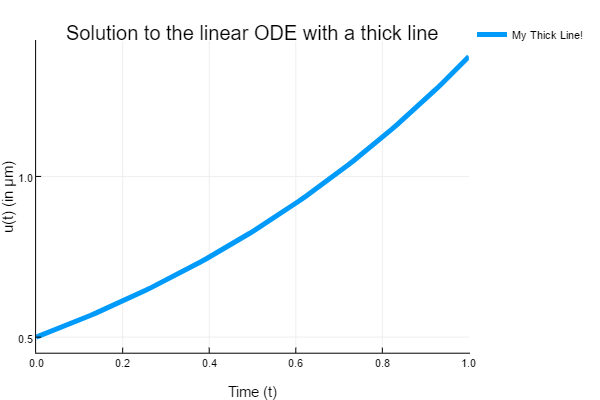 Solution to the linear ODE with a thick line
My Thick Line!
u(t) (in μm)
1.0
0.5
0.0 0.2 0.4 0.6 0.8 1.0
Time (t)